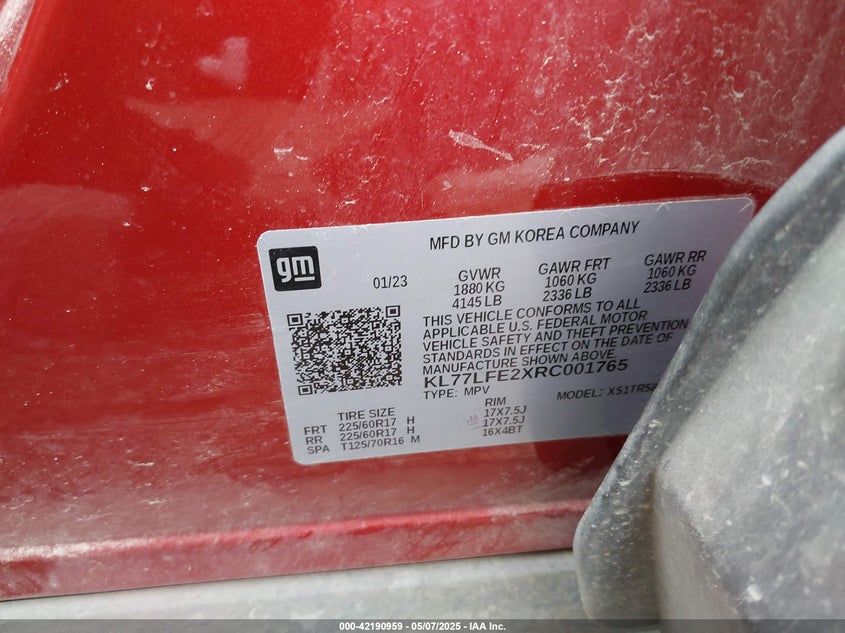 MFD BY GM KOREA COMPANY
gm
01/23
GVWR GAWR FRT GAWR RR
1880 KG 1060 KG 1060 KG
4145 LB 2336 LB 2336 LB
THIS VEHICLE CONFORMS TO ALL
APPLICABLE U.S. FEDERAL MOTOR
VEHICLE SAFETY AND THEFT PREVENTION
STANDARDS IN EFFECT ON THE DATE OF
MANUFACTURE SHOWN ABOVE.
KL77LFE2XRC001765
TYPE: MPV MODEL: X51TR58
TIRE SIZE RIM
FRT 225/60R17 H 17X7.5J
RR 225/60R17 H 17X7.5J
SPA T125/70R16 M 16X4BT
000-42190959 - 05/07/2025 - IAA Inc.